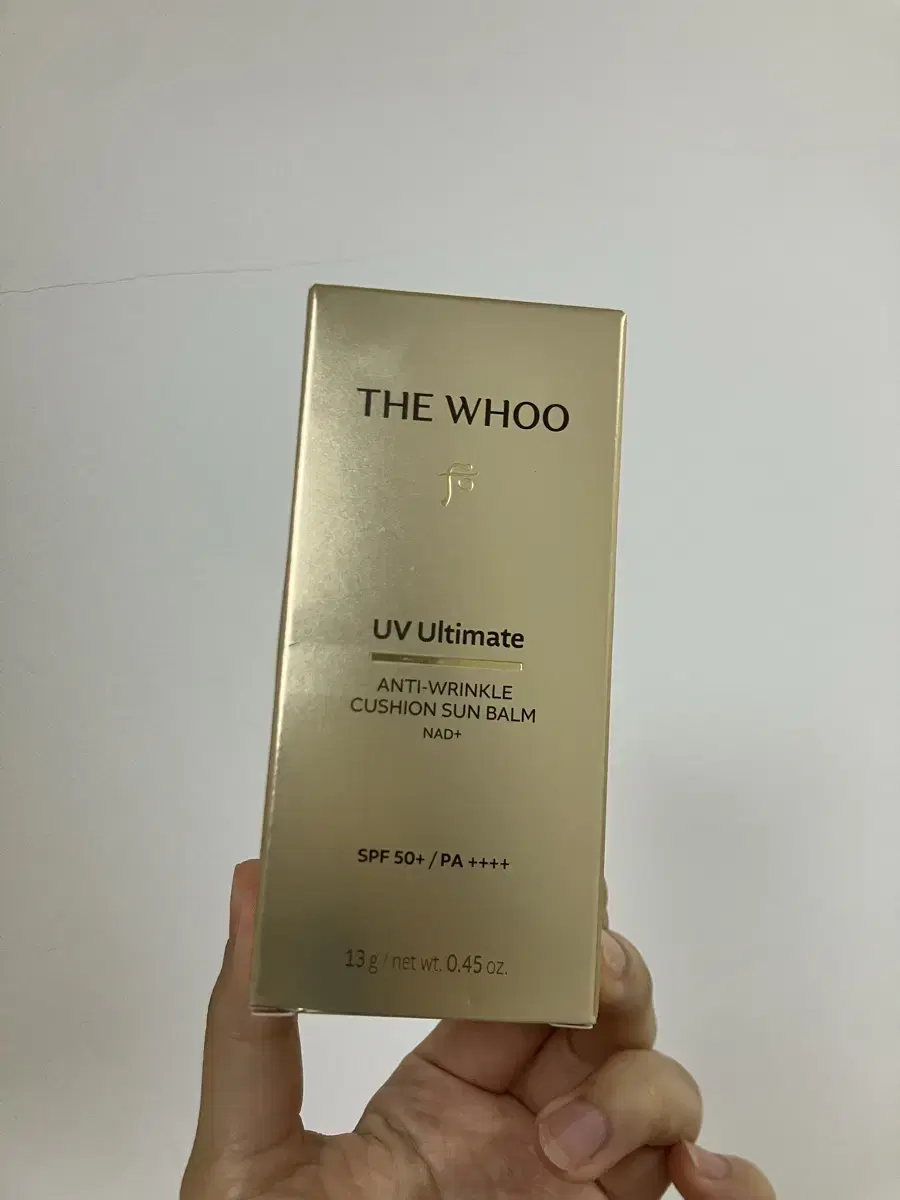 THE WHOO
UV Ultimate
ANTI-WRINKLE
CUSHION SUN BALM
NAD+
SPF 50+ / PA ++++
13 g / net wt. 0.45 oz.